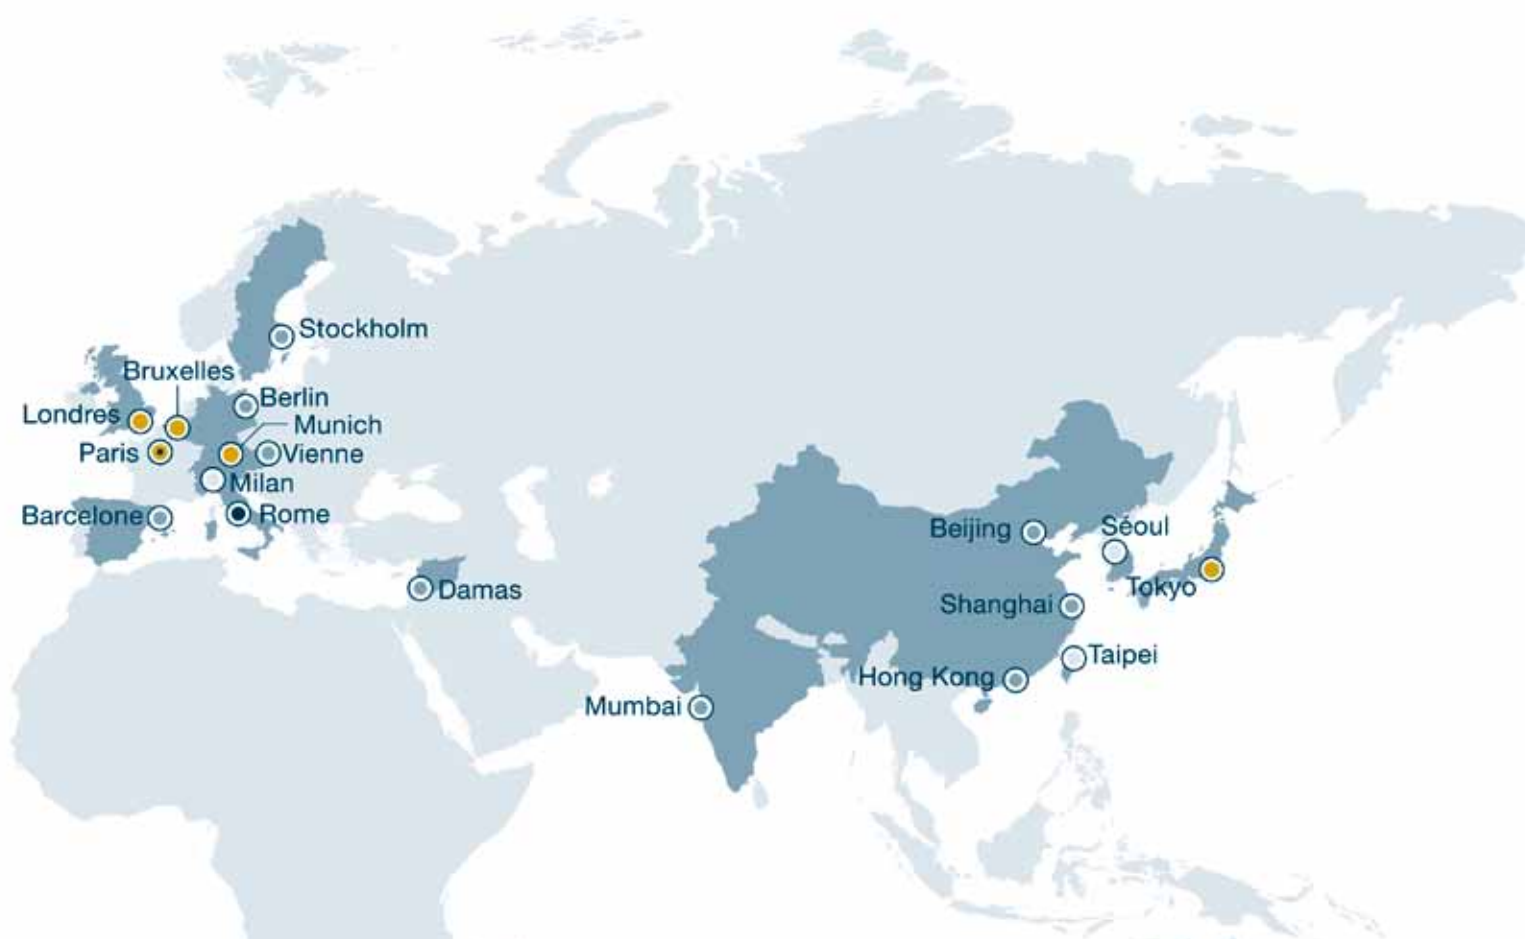 Stockholm
Bruxelles
Berlin
Londres
Munich
Paris
Vienne
Milan
Barcelone
Rome
Beijing
Séoul
Damas
Tokyo
Shanghai
Taipei
Hong Kong
Mumbai